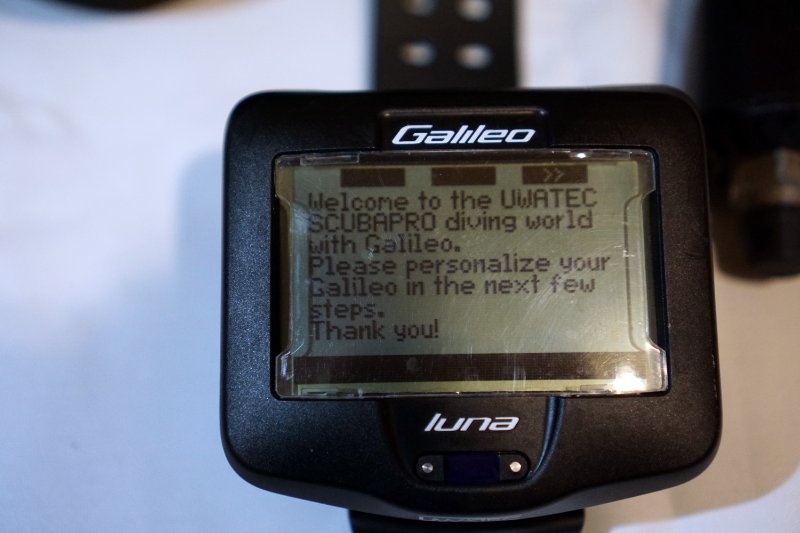 Galileo
>>
Welcome to the UWATEC
SCUBAPRO diving world
with Galileo.
Please personalize your
Galileo in the next few
steps.
Thank you!
luna